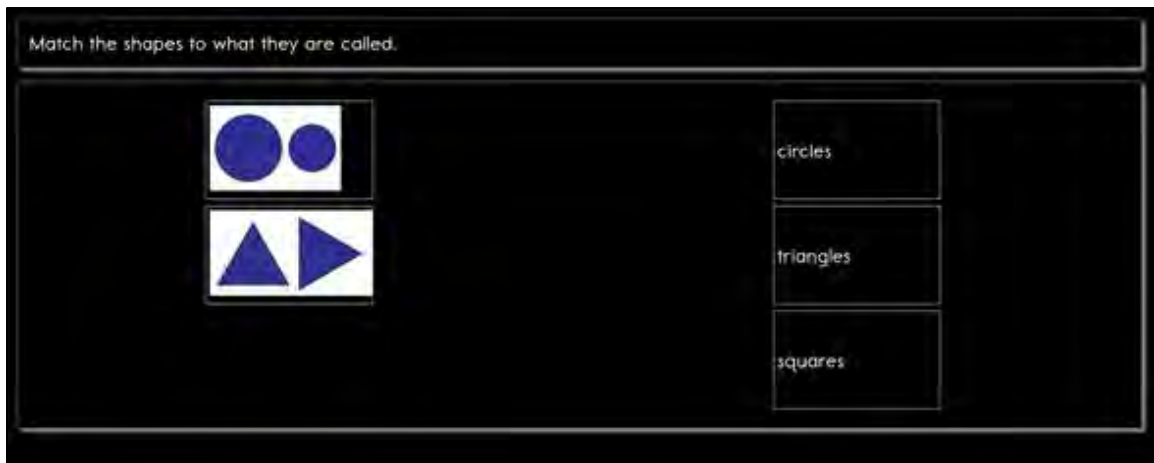 Match the shapes to what they are called.
circles
triangles
squares